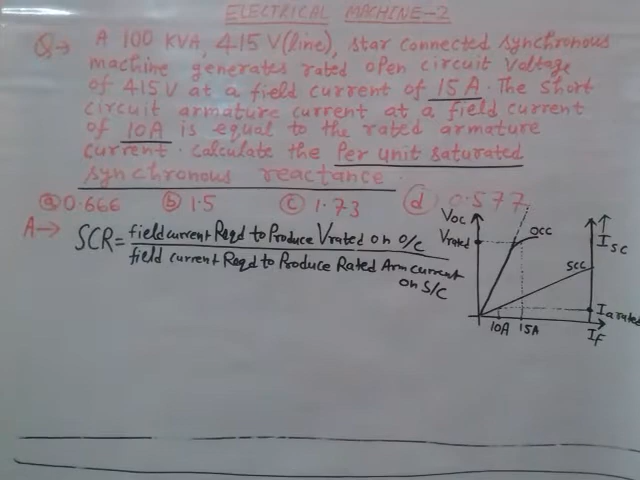 ELECTRICAL MACHINE-2
Q→ A 100 KVA, 415 V(line), star connected synchronous
machine generates rated open circuit voltage
of 415V at a field current of 15A. The short
circuit armature current at a field current
of 10A is equal to the rated armature
current. calculate the Per unit saturated
synchronous reactance.
ⓐ 0.666 ⓑ 1.5 ⓒ 1.73 ⓓ 0.577
A→ SCR = field current Reqd to Produce Vrated on O/C
field current Reqd to Produce Rated Arm current
on S/C
Voc
Vrated
OCC
SCC
Isc
Ia rated
10A 15A
If